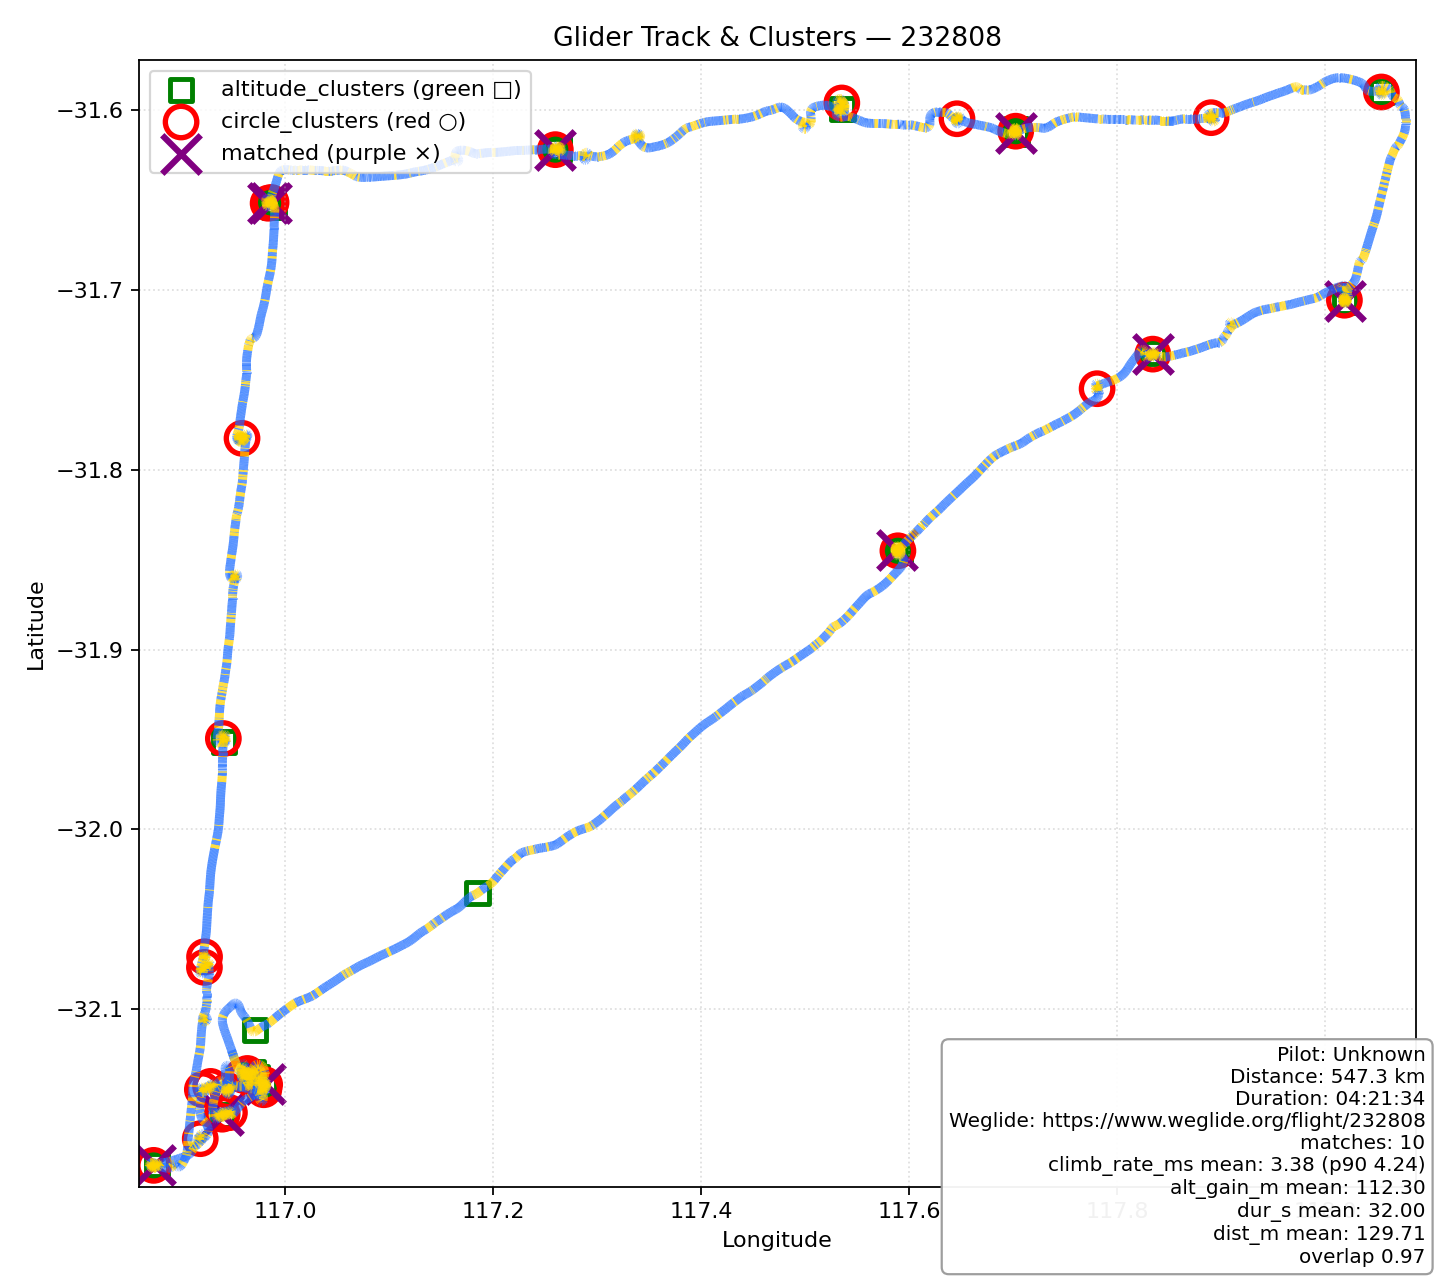 Glider Track & Clusters — 232808
altitude_clusters (green □)
circle_clusters (red ○)
matched (purple ×)
−31.6
−31.7
−31.8
−31.9
−32.0
−32.1
Latitude
117.0
117.2
117.4
117.6
117.8
Longitude
Pilot: Unknown
Distance: 547.3 km
Duration: 04:21:34
Weglide: https://www.weglide.org/flight/232808
matches: 10
climb_rate_ms mean: 3.38 (p90 4.24)
alt_gain_m mean: 112.30
dur_s mean: 32.00
dist_m mean: 129.71
overlap 0.97